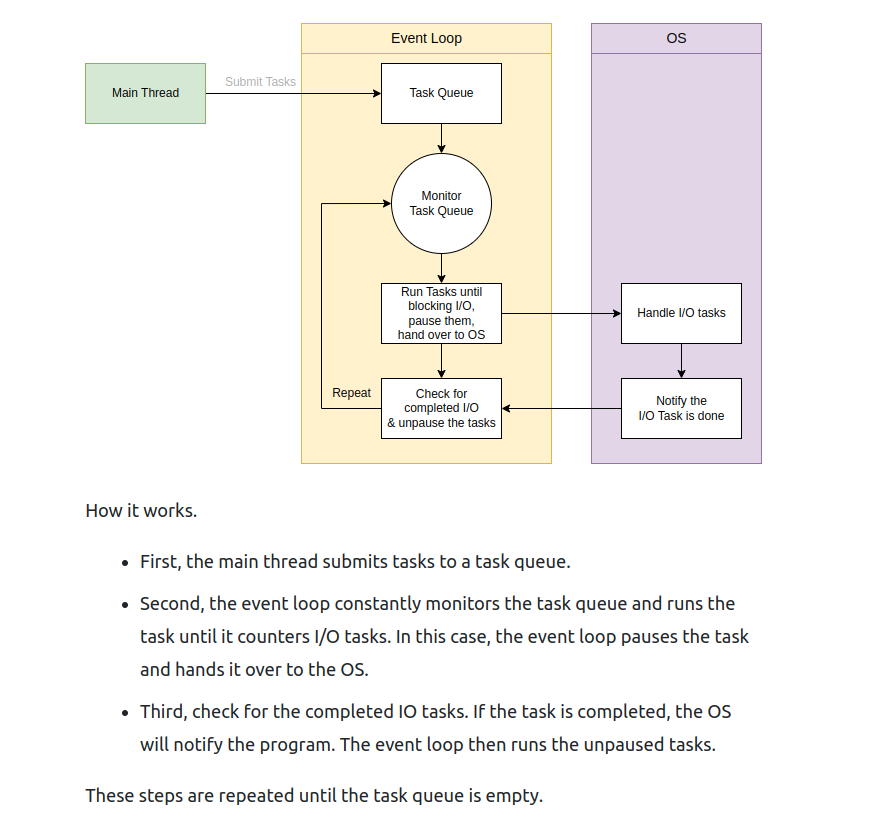 Event Loop
OS
Main Thread
Submit Tasks
Task Queue
Monitor
Task Queue
Run Tasks until
blocking I/O,
pause them,
hand over to OS
Handle I/O tasks
Repeat
Check for
completed I/O
& unpause the tasks
Notify the
I/O Task is done
How it works.
• First, the main thread submits tasks to a task queue.
• Second, the event loop constantly monitors the task queue and runs the
task until it counters I/O tasks. In this case, the event loop pauses the task
and hands it over to the OS.
• Third, check for the completed IO tasks. If the task is completed, the OS
will notify the program. The event loop then runs the unpaused tasks.
These steps are repeated until the task queue is empty.